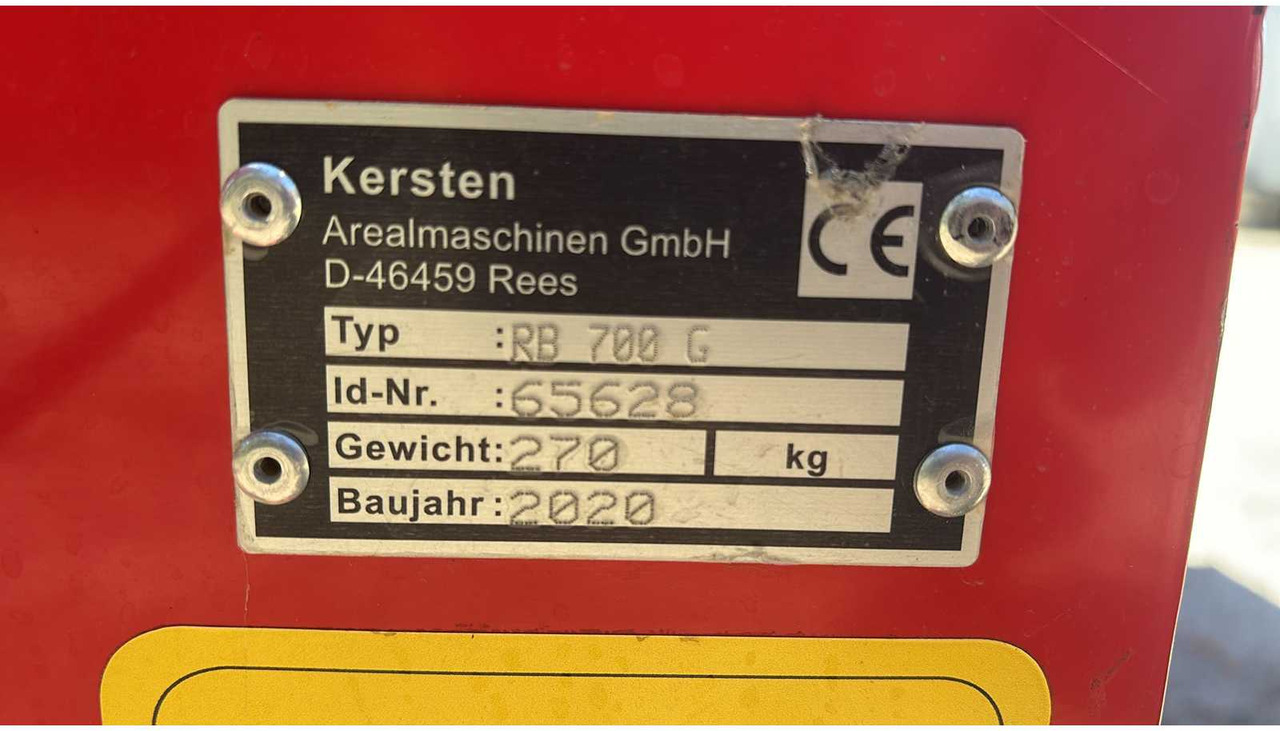 Kersten
Arealmaschinen GmbH
D-46459 Rees
CE
Typ : RB 700 G
Id-Nr. : 65628
Gewicht: 270 kg
Baujahr : 2020